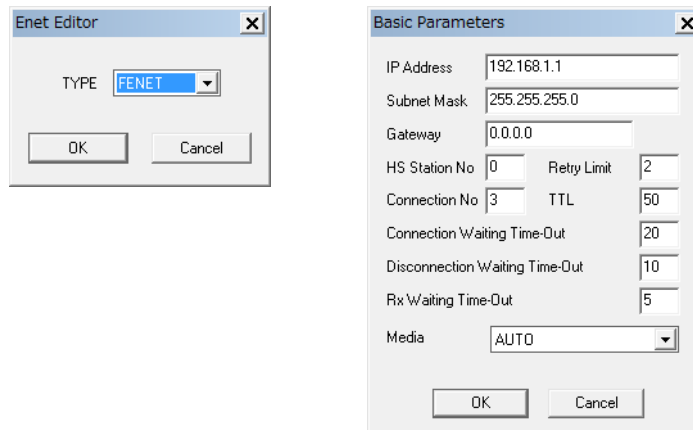 Enet Editor
TYPE FENET
OK Cancel
Basic Parameters
IP Address 192.168.1.1
Subnet Mask 255.255.255.0
Gateway 0.0.0.0
HS Station No 0 Retry Limit 2
Connection No 3 TTL 50
Connection Waiting Time-Out 20
Disconnection Waiting Time-Out 10
Rx Waiting Time-Out 5
Media AUTO
OK Cancel